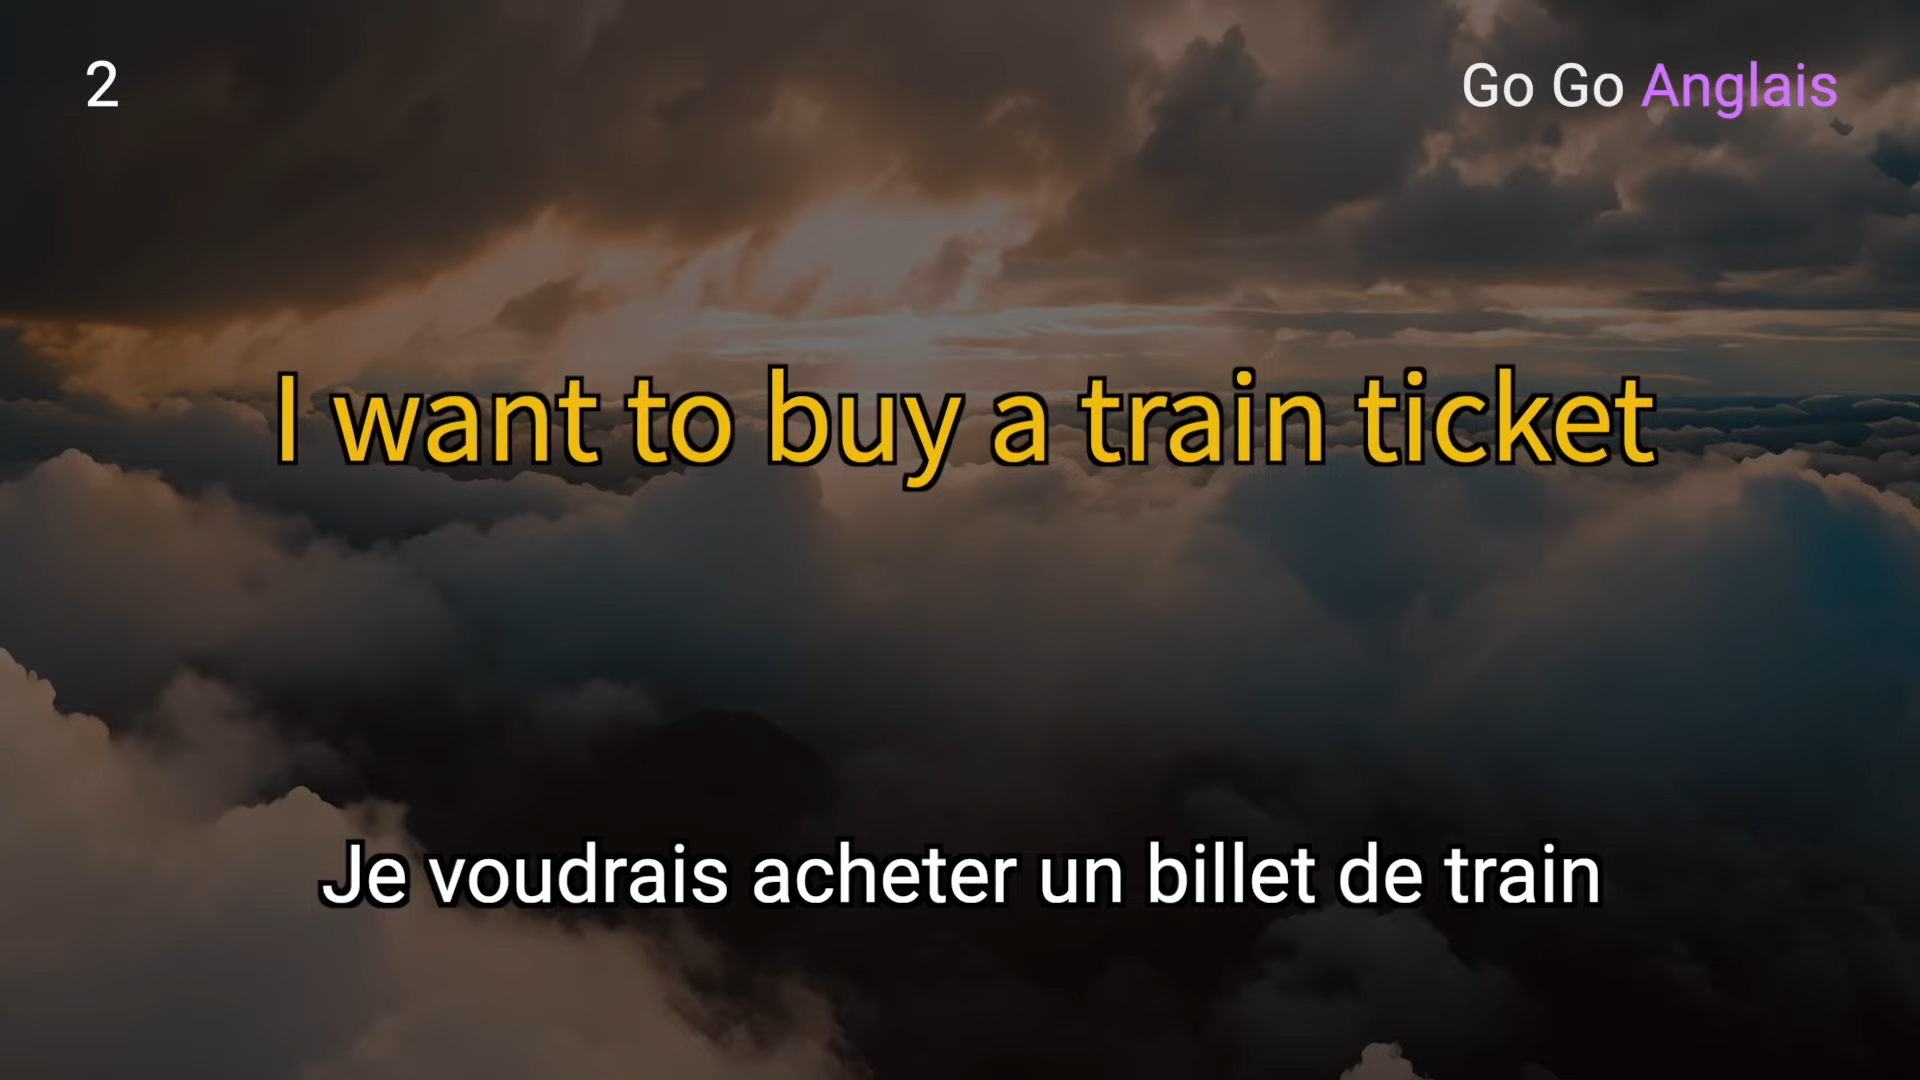 2
Go Go Anglais
I want to buy a train ticket
Je voudrais acheter un billet de train